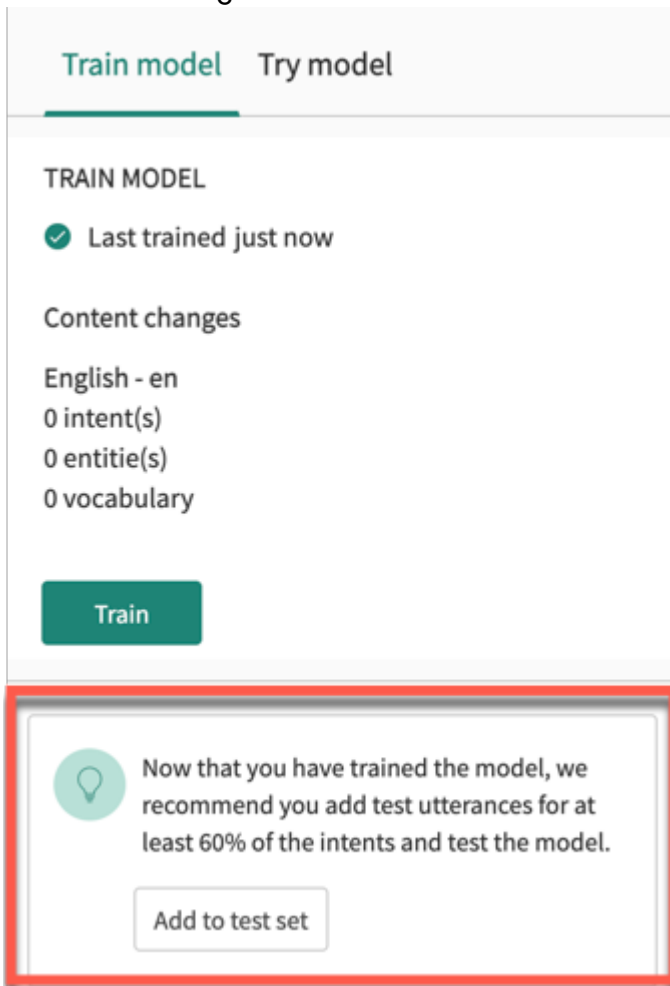 Train model Try model
TRAIN MODEL
Last trained just now
Content changes
English - en
0 intent(s)
0 entitie(s)
0 vocabulary
Train
Now that you have trained the model, we
recommend you add test utterances for at
least 60% of the intents and test the model.
Add to test set